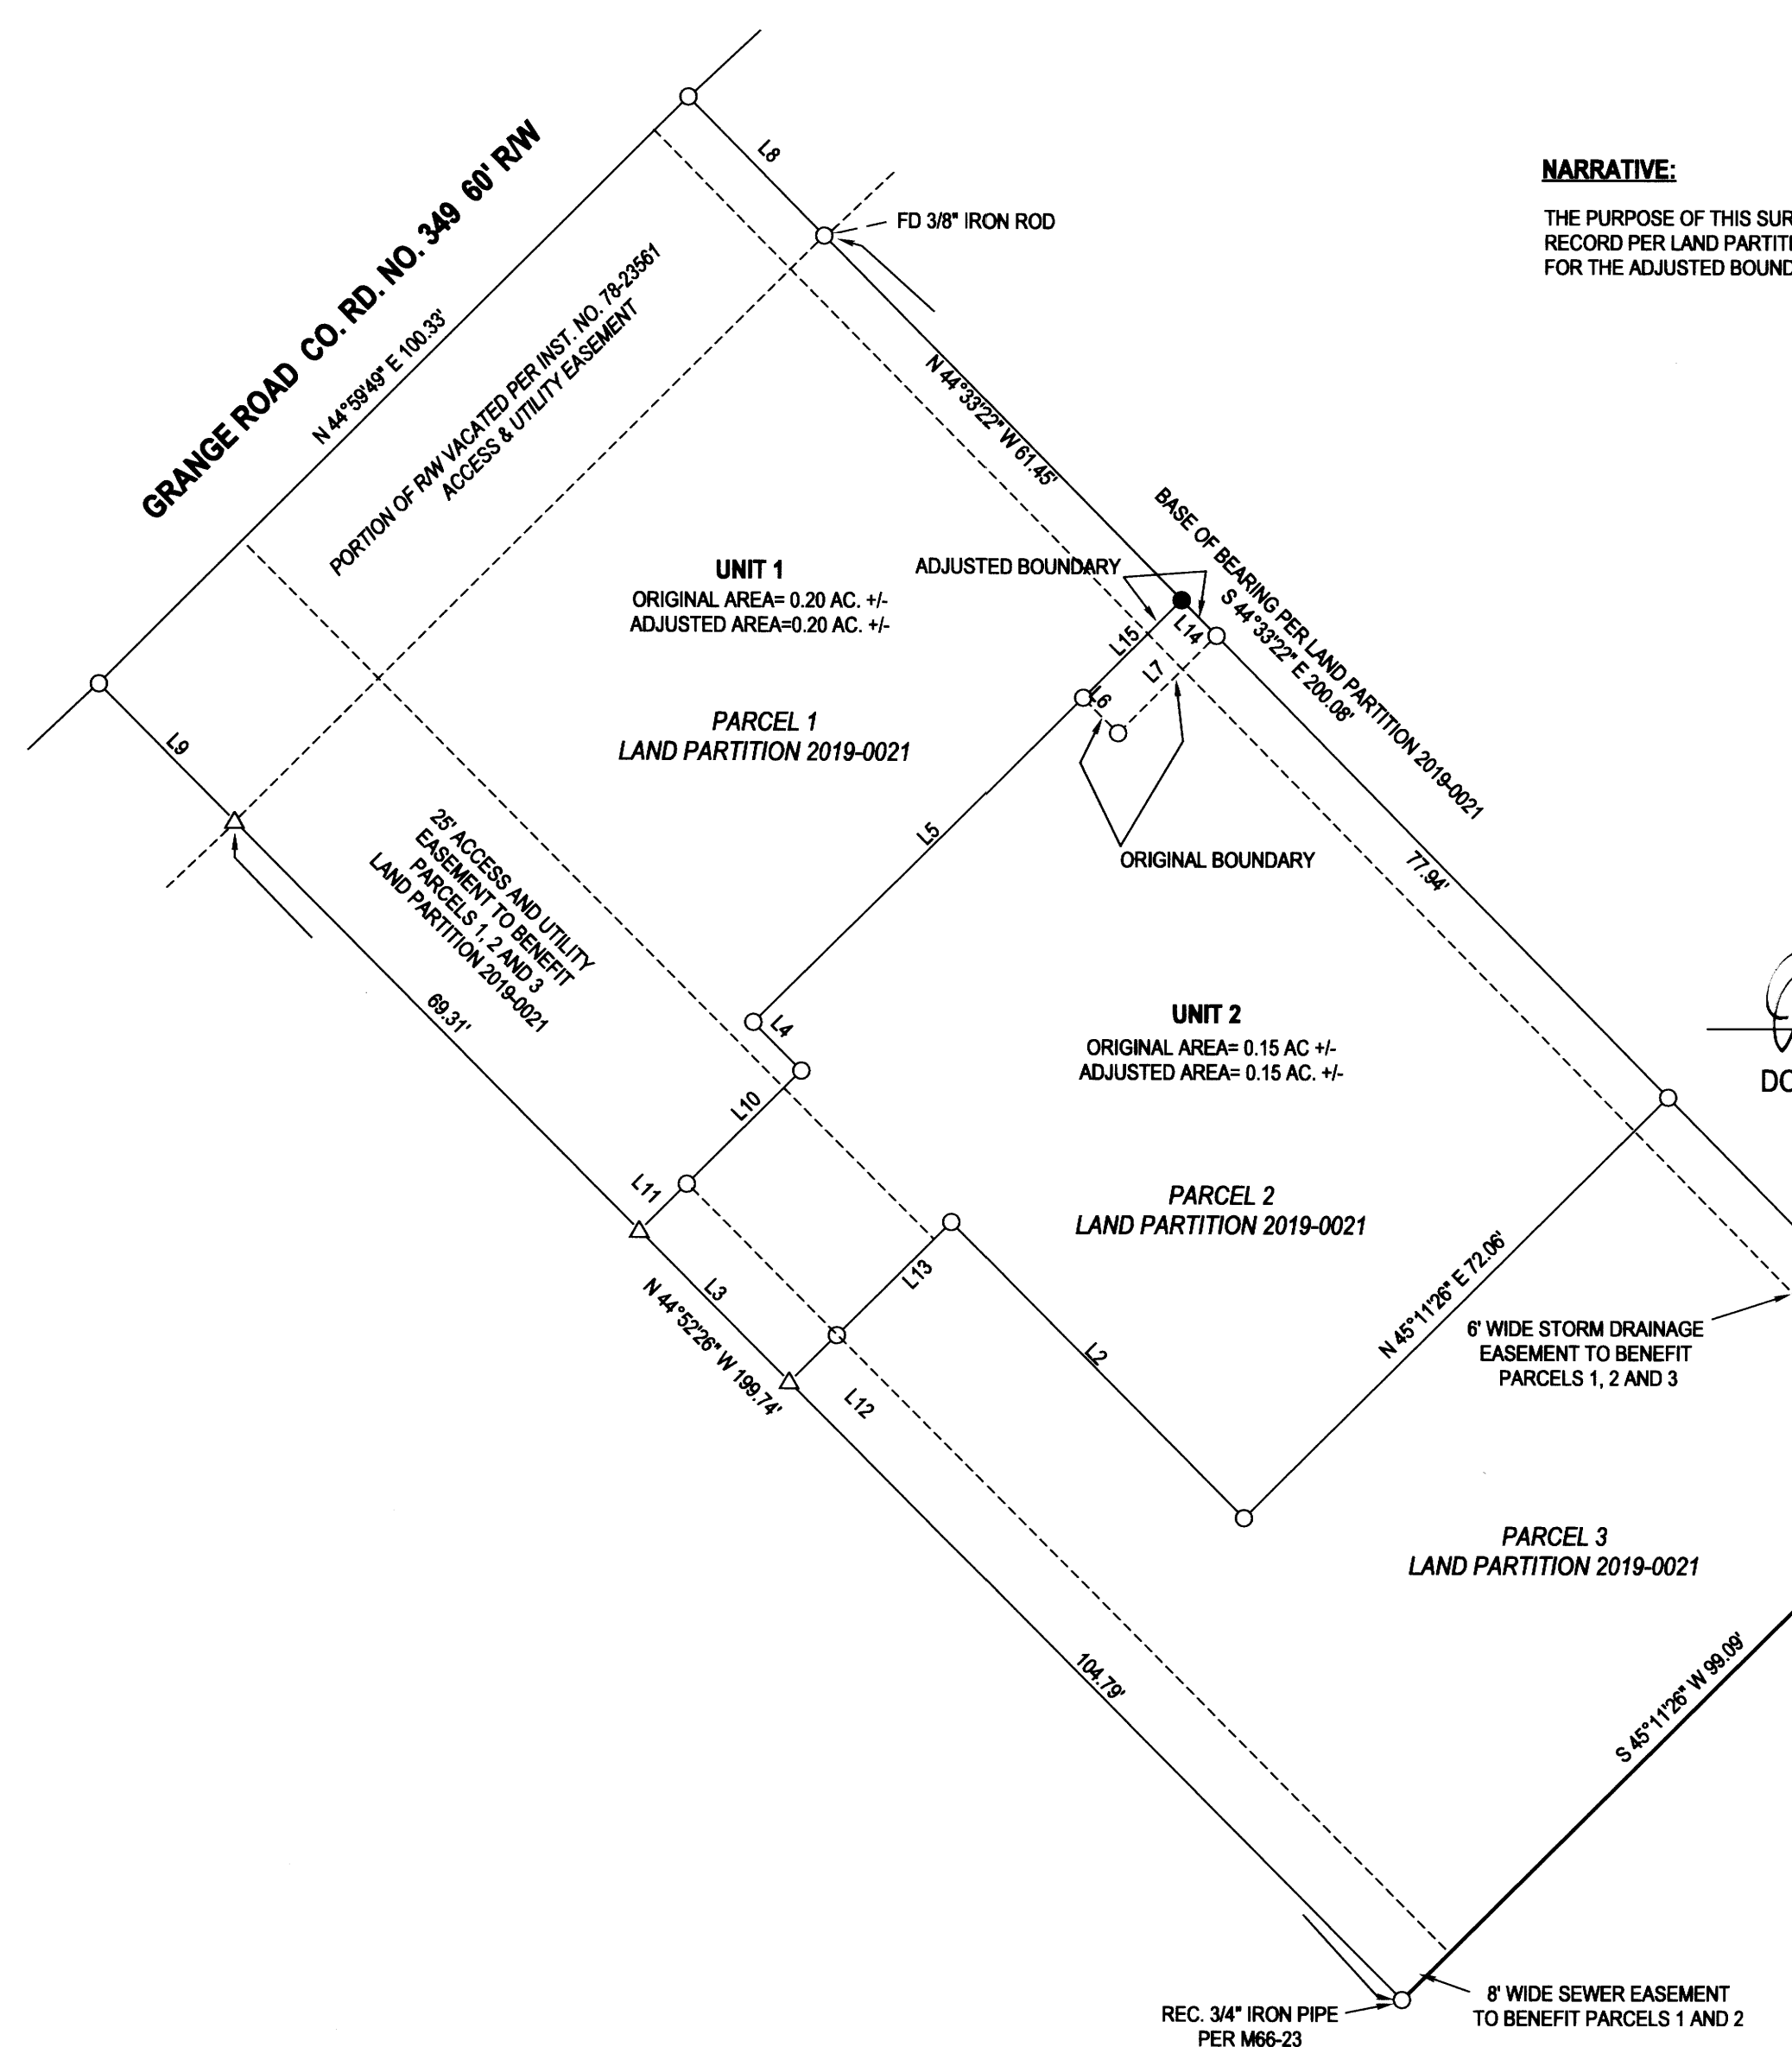 NARRATIVE:
THE PURPOSE OF THIS SUR
RECORD PER LAND PARTITI
FOR THE ADJUSTED BOUND
GRANGE ROAD CO. RD. NO. 349 60' R/W
N 44°59'49" E 100.33'
PORTION OF R/W VACATED PER INST. NO. 78-23561
ACCESS & UTILITY EASEMENT
L8
FD 3/8" IRON ROD
N 44°33'22" W 61.45'
BASE OF BEARING PER LAND PARTITION 2019-0021
S 44°33'22" E 200.08'
UNIT 1
ORIGINAL AREA= 0.20 AC. +/-
ADJUSTED AREA=0.20 AC. +/-
ADJUSTED BOUNDARY
L14
L15
L7
L6
PARCEL 1
LAND PARTITION 2019-0021
L9
L5
ORIGINAL BOUNDARY
77.94'
25' ACCESS AND UTILITY
EASEMENT TO BENEFIT
PARCELS 1, 2 AND 3
LAND PARTITION 2019-0021
69.31'
L4
UNIT 2
ORIGINAL AREA= 0.15 AC +/-
ADJUSTED AREA= 0.15 AC. +/-
DO
L10
L11
PARCEL 2
LAND PARTITION 2019-0021
L13
L3
N 44°52'26" W 199.74'
L12
L2
N 45°11'26" E 72.06'
6' WIDE STORM DRAINAGE
EASEMENT TO BENEFIT
PARCELS 1, 2 AND 3
PARCEL 3
LAND PARTITION 2019-0021
104.79'
S 45°11'26" W 99.09'
REC. 3/4" IRON PIPE
PER M66-23
8' WIDE SEWER EASEMENT
TO BENEFIT PARCELS 1 AND 2